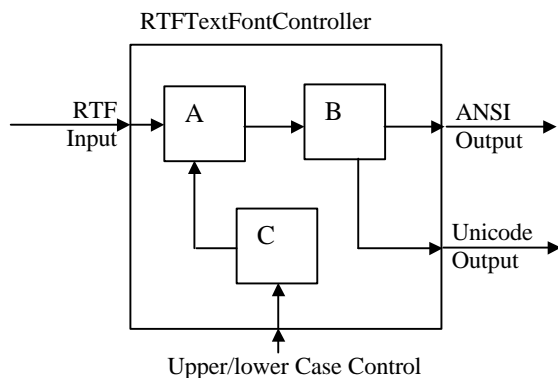 RTFTextFontController
RTF
Input
A
B
ANSI
Output
C
Unicode
Output
Upper/lower Case Control